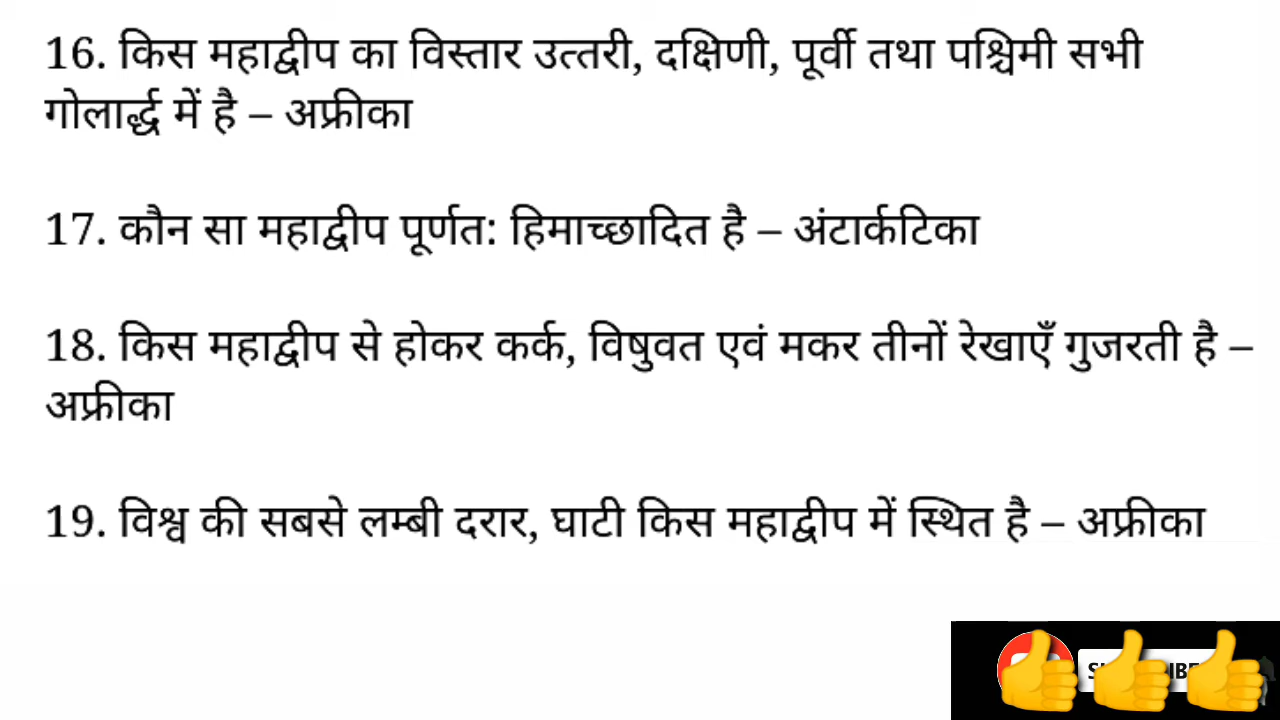 16. किस महाद्वीप का विस्तार उत्तरी, दक्षिणी, पूर्वी तथा पश्चिमी सभी
गोलार्द्ध में है – अफ्रीका
17. कौन सा महाद्वीप पूर्णत: हिमाच्छादित है – अंटार्कटिका
18. किस महाद्वीप से होकर कर्क, विषुवत एवं मकर तीनों रेखाएँ गुजरती है –
अफ्रीका
19. विश्व की सबसे लम्बी दरार, घाटी किस महाद्वीप में स्थित है – अफ्रीका